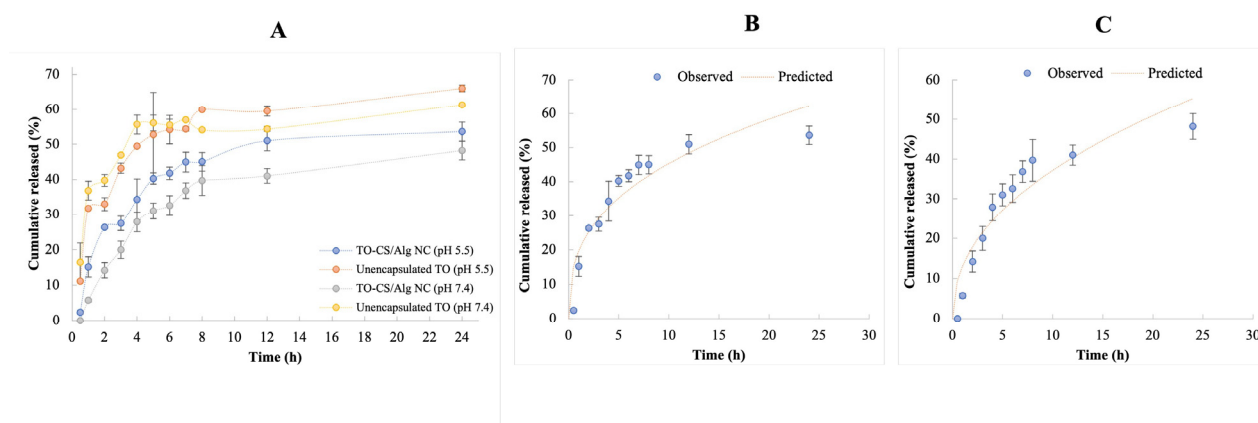 A
B
C
70
60
50
40
30
20
10
0
Cumulative released (%)
0 2 4 6 8 10 12 14 16 18 20 22 24
Time (h)
TO-CS/Alg NC (pH 5.5)
Unencapsulated TO (pH 5.5)
TO-CS/Alg NC (pH 7.4)
Unencapsulated TO (pH 7.4)
Observed Predicted
70
60
50
40
30
20
10
0
Cumulative released (%)
0 5 10 15 20 25 30
Time (h)
Observed Predicted
60
50
40
30
20
10
0
Cumulative released (%)
0 5 10 15 20 25 30
Time (h)